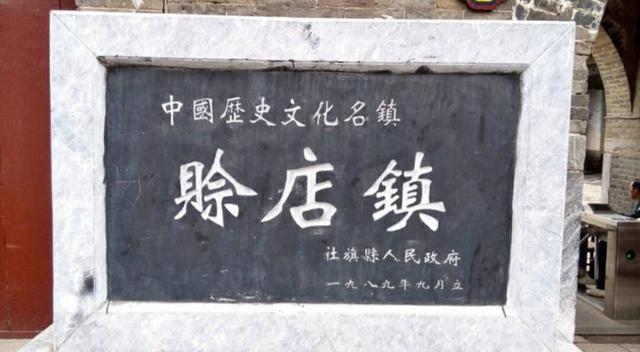 中國歷史文化名鎮
賒店鎮
社旗縣人民政府
一九八九年九月立